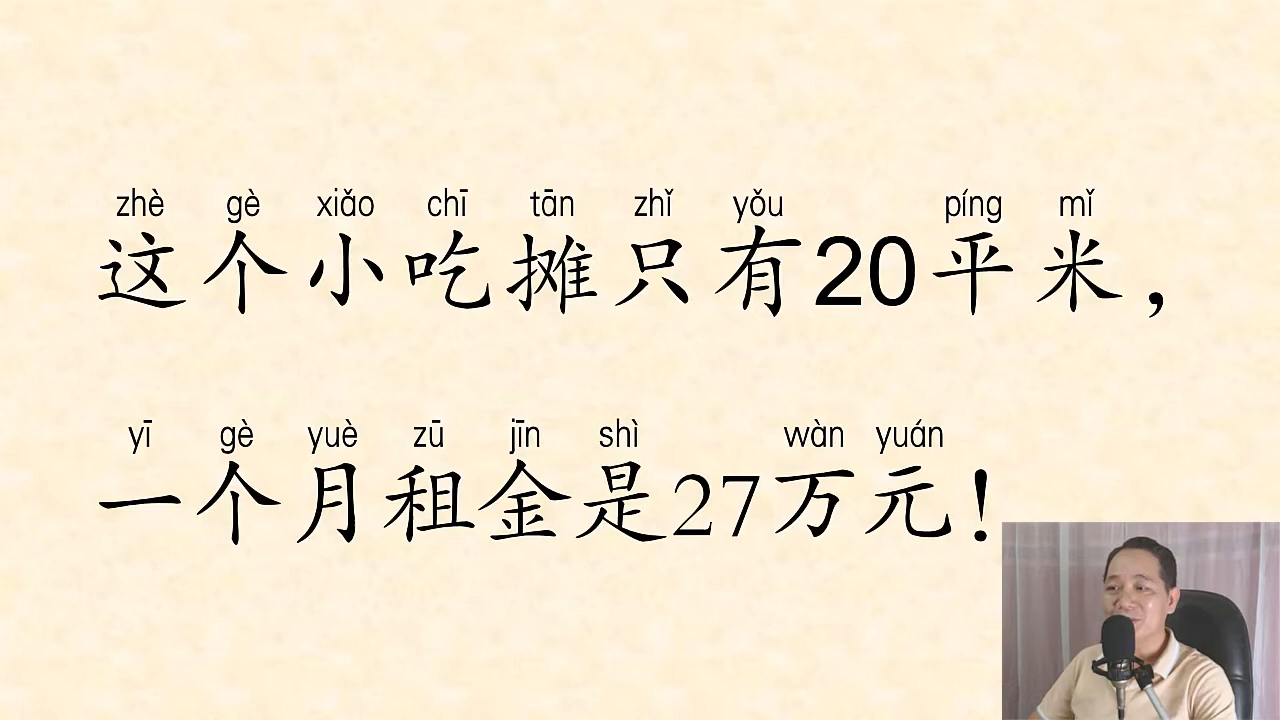 zhè gè xiǎo chī tān zhǐ yǒu píng mǐ
这个小吃摊只有20平米，
yī gè yuè zū jīn shì wàn yuán
一个月租金是27万元！